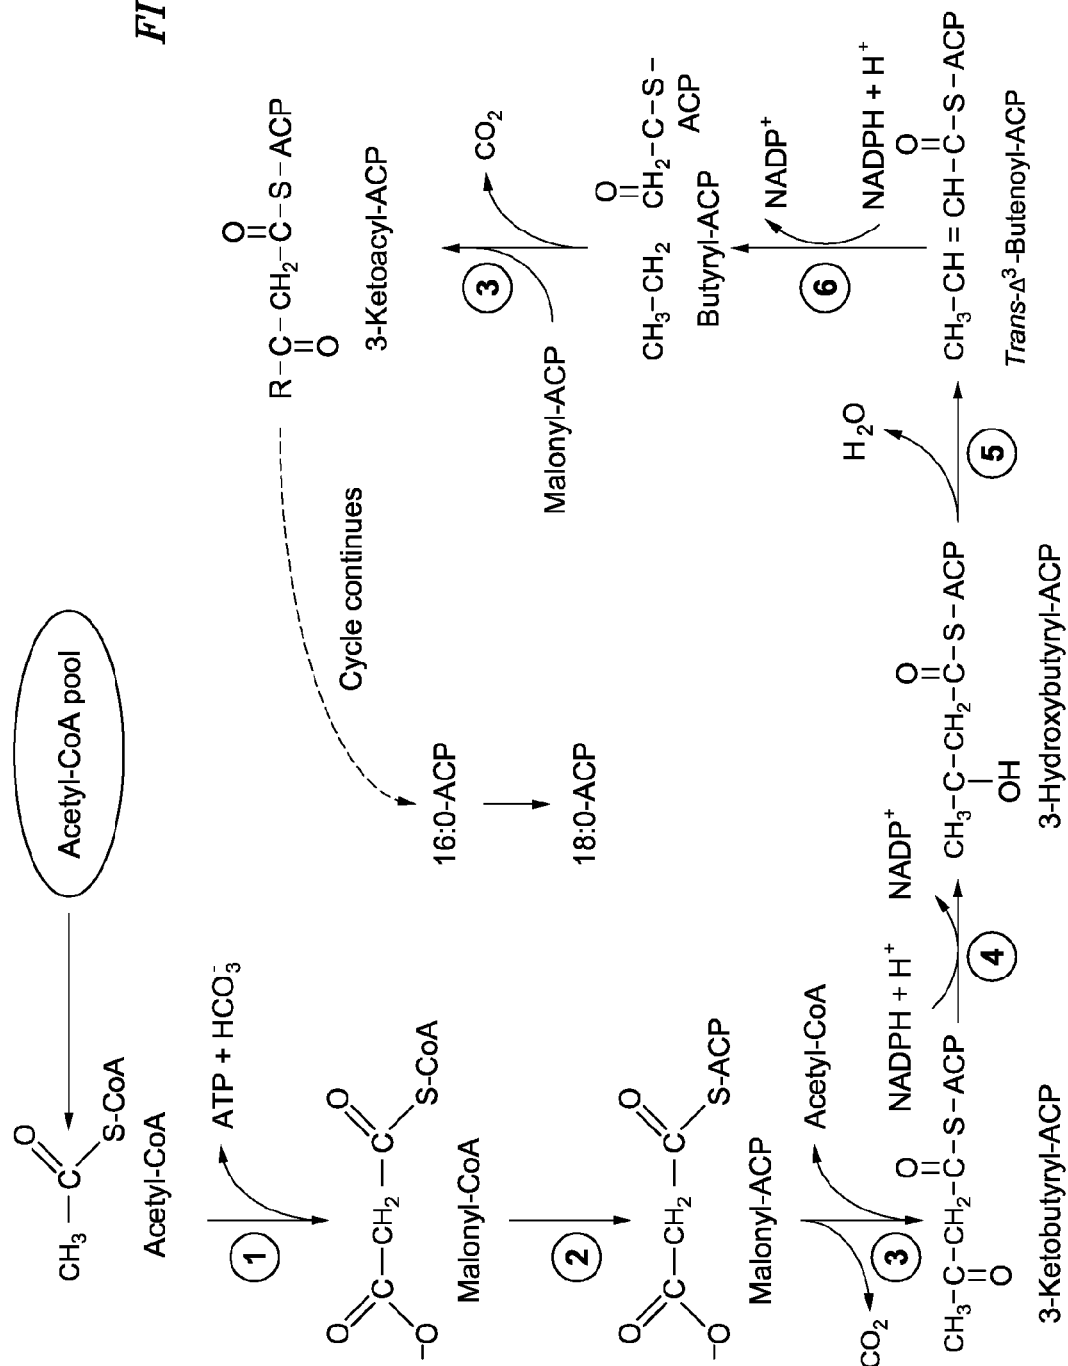 FI
Acetyl-CoA pool
CH3–C
O
S-CoA
Acetyl-CoA
1
ATP + HCO3-
O
-O
C–CH2–C
O
S-CoA
Malonyl-CoA
2
O
-O
C–CH2–C
O
S-ACP
Malonyl-ACP
3
CO2
Acetyl-CoA
O
CH3–C–CH2–C–S–ACP
O
3-Ketobutyryl-ACP
NADPH + H+
NADP+
4
O
CH3–C–CH2–C–S–ACP
OH
3-Hydroxybutyryl-ACP
H2O
5
O
CH3–CH=CH–C–S–ACP
Trans-Δ3-Butenoyl-ACP
6
NADPH + H+
NADP+
O
CH3–CH2 CH2–C–S–
ACP
Butyryl-ACP
Malonyl-ACP
3
CO2
O
R–C–CH2–C–S–ACP
O
3-Ketoacyl-ACP
Cycle continues
16:0-ACP
18:0-ACP